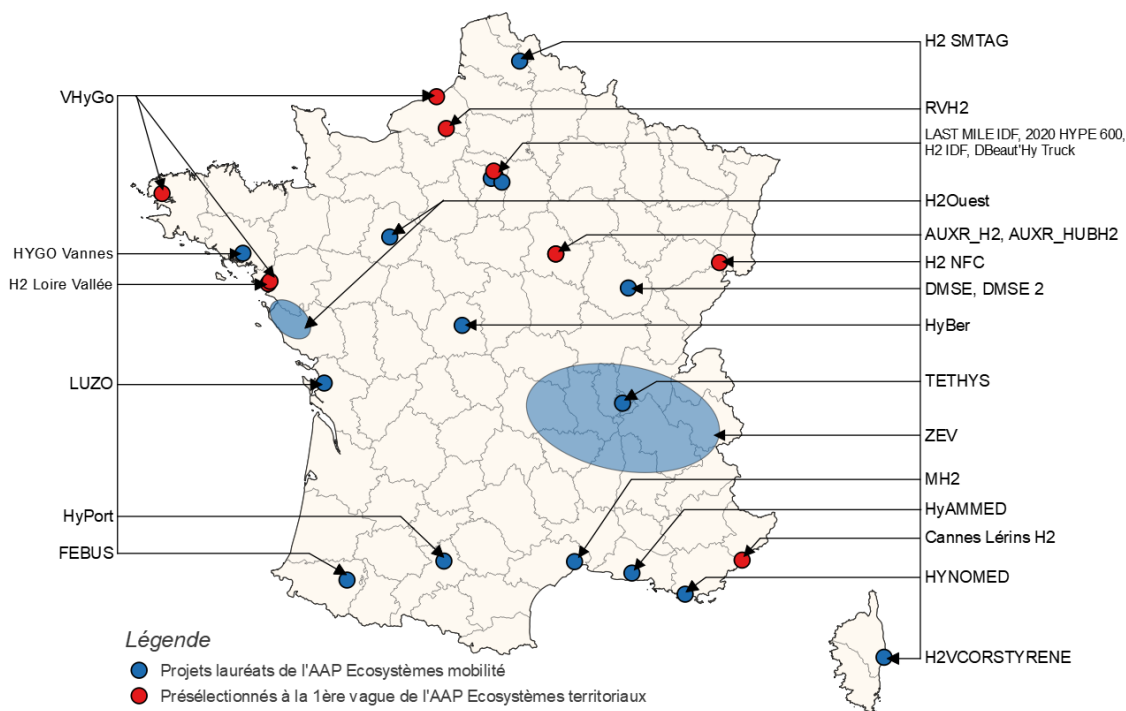 H2 SMTAG
VHyGo
RVH2
LAST MILE IDF, 2020 HYPE 600,
H2 IDF, DBeaut'Hy Truck
H2Ouest
AUXR_H2, AUXR_HUBH2
HYGO Vannes
H2 NFC
H2 Loire Vallée
DMSE, DMSE 2
HyBer
LUZO
TETHYS
ZEV
MH2
HyPort
HyAMMED
Cannes Lérins H2
FEBUS
HYNOMED
Légende
H2VCORSTYRENE
Projets lauréats de l'AAP Ecosystèmes mobilité
Présélectionnés à la 1ère vague de l'AAP Ecosystèmes territoriaux